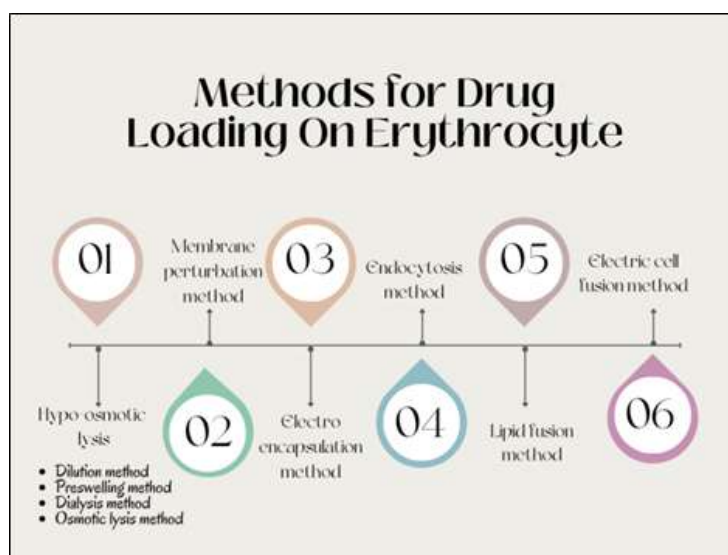 Methods for Drug
Loading On Erythrocyte
01
Hypo-osmotic
lysis
Dilution method
Preswelling method
Dialysis method
Osmotic lysis method
Membrane
perturbation
method
02
03
Electro
encapsulation
method
Endocytosis
method
04
05
Lipid fusion
method
Electric cell
fusion method
06